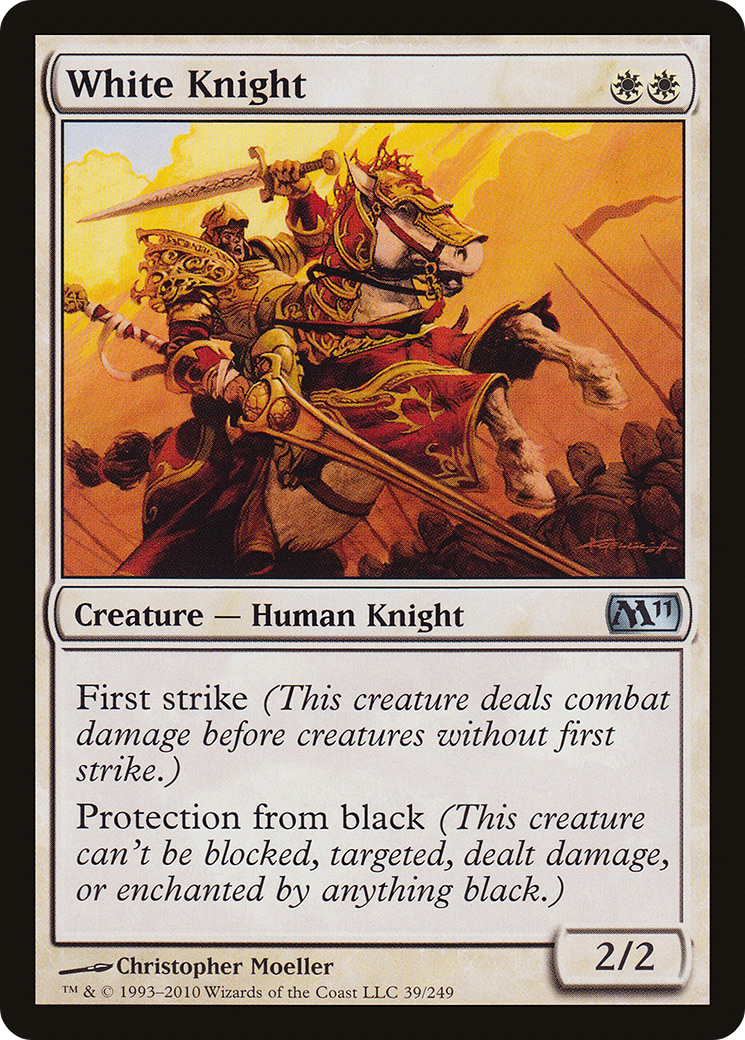 White Knight
Creature — Human Knight
M11
First strike (This creature deals combat
damage before creatures without first
strike.)
Protection from black (This creature
can't be blocked, targeted, dealt damage,
or enchanted by anything black.)
2/2
Christopher Moeller
™ & © 1993–2010 Wizards of the Coast LLC 39/249